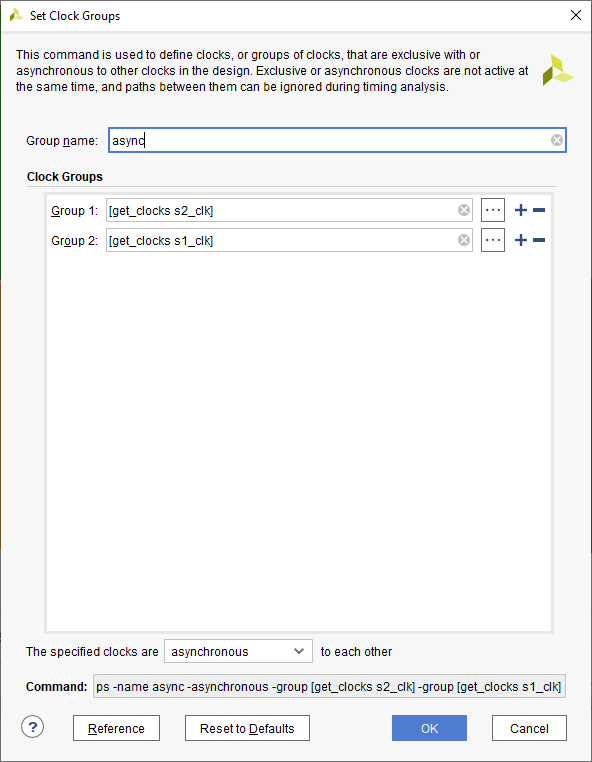 Set Clock Groups
This command is used to define clocks, or groups of clocks, that are exclusive with or
asynchronous to other clocks in the design. Exclusive or asynchronous clocks are not active at
the same time, and paths between them can be ignored during timing analysis.
Group name: async
Clock Groups
Group 1: [get_clocks s2_clk] ...
Group 2: [get_clocks s1_clk] ...
The specified clocks are asynchronous to each other
Command: ps -name async -asynchronous -group [get_clocks s2_clk] -group [get_clocks s1_clk]
? Reference Reset to Defaults OK Cancel